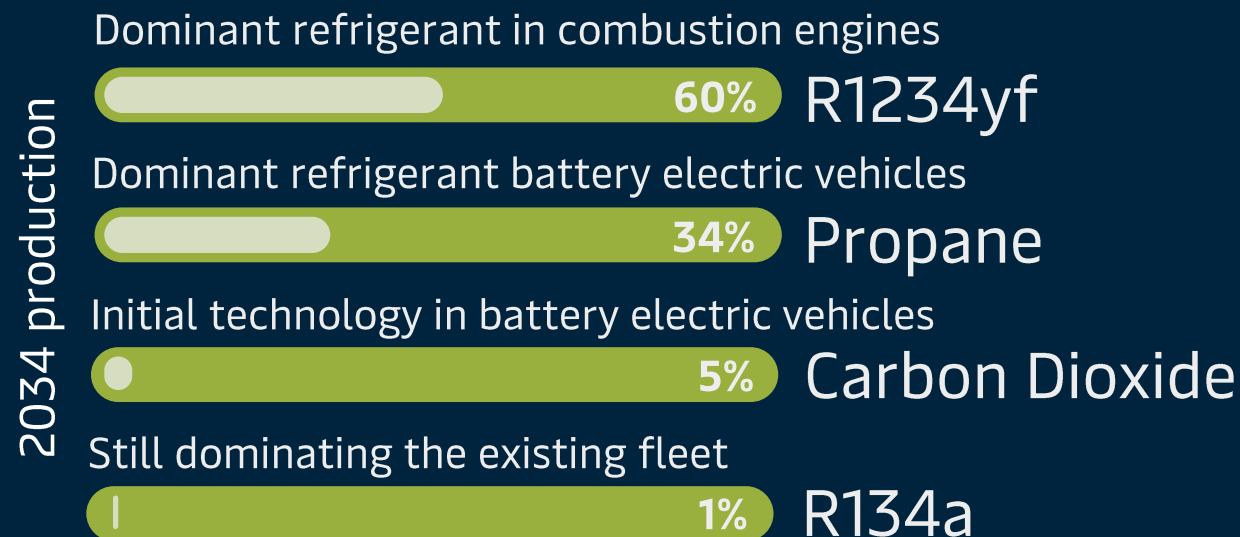 2034 production
Dominant refrigerant in combustion engines
60% R1234yf
Dominant refrigerant battery electric vehicles
34% Propane
Initial technology in battery electric vehicles
5% Carbon Dioxide
Still dominating the existing fleet
1% R134a